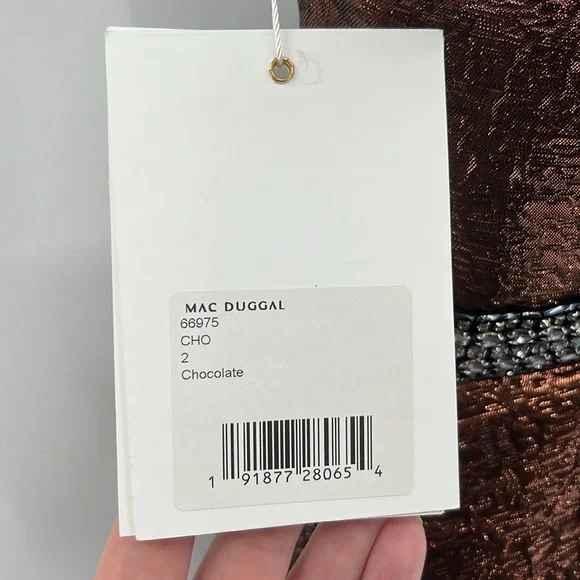 MAC DUGGAL
66975
CHO
2
Chocolate
1 91877 28065 4